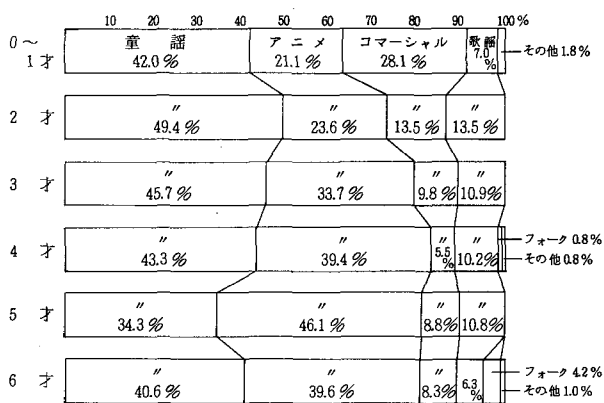 10 20 30 40 50 60 70 80 90 100 %
0～1才
童謡 42.0 %
アニメ 21.1 %
コマーシャル 28.1 %
歌謡 7.0 %
その他 1.8 %
2 才
〃 49.4 %
〃 23.6 %
〃 13.5 %
〃 13.5 %
3 才
〃 45.7 %
〃 33.7 %
〃 9.8 %
〃 10.9%
4 才
〃 43.3 %
〃 39.4 %
〃 5.5 %
〃 10.2%
フォーク 0.8 %
その他 0.8 %
5 才
〃 34.3 %
〃 46.1 %
〃 8.8%
〃 10.8%
6 才
〃 40.6 %
〃 39.6 %
〃 8.3%
6.3 %
フォーク 4.2 %
その他 1.0 %